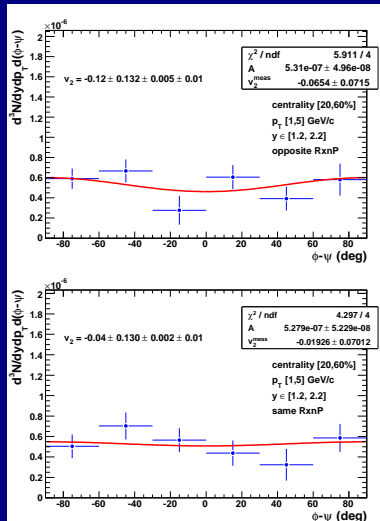 ×10⁻⁶
d³N/dydp_T d(φ-ψ)
2
1.8
1.6
1.4
1.2
1
0.8
0.6
0.4
0.2
0
v₂ = -0.12 ± 0.132 ± 0.005 ± 0.01
χ² / ndf 5.911 / 4
A 5.31e-07 ± 4.96e-08
v₂^meas -0.0654 ± 0.0715
centrality [20,60%]
p_T [1,5] GeV/c
y ∈ [1.2, 2.2]
opposite RxnP
-80 -60 -40 -20 0 20 40 60 80
φ-ψ (deg)
×10⁻⁶
d³N/dydp_T d(φ-ψ)
2
1.8
1.6
1.4
1.2
1
0.8
0.6
0.4
0.2
0
v₂ = -0.04 ± 0.130 ± 0.002 ± 0.01
χ² / ndf 4.297 / 4
A 5.279e-07 ± 5.229e-08
v₂^meas -0.01926 ± 0.07012
centrality [20,60%]
p_T [1,5] GeV/c
y ∈ [1.2, 2.2]
same RxnP
-80 -60 -40 -20 0 20 40 60 80
φ-ψ (deg)